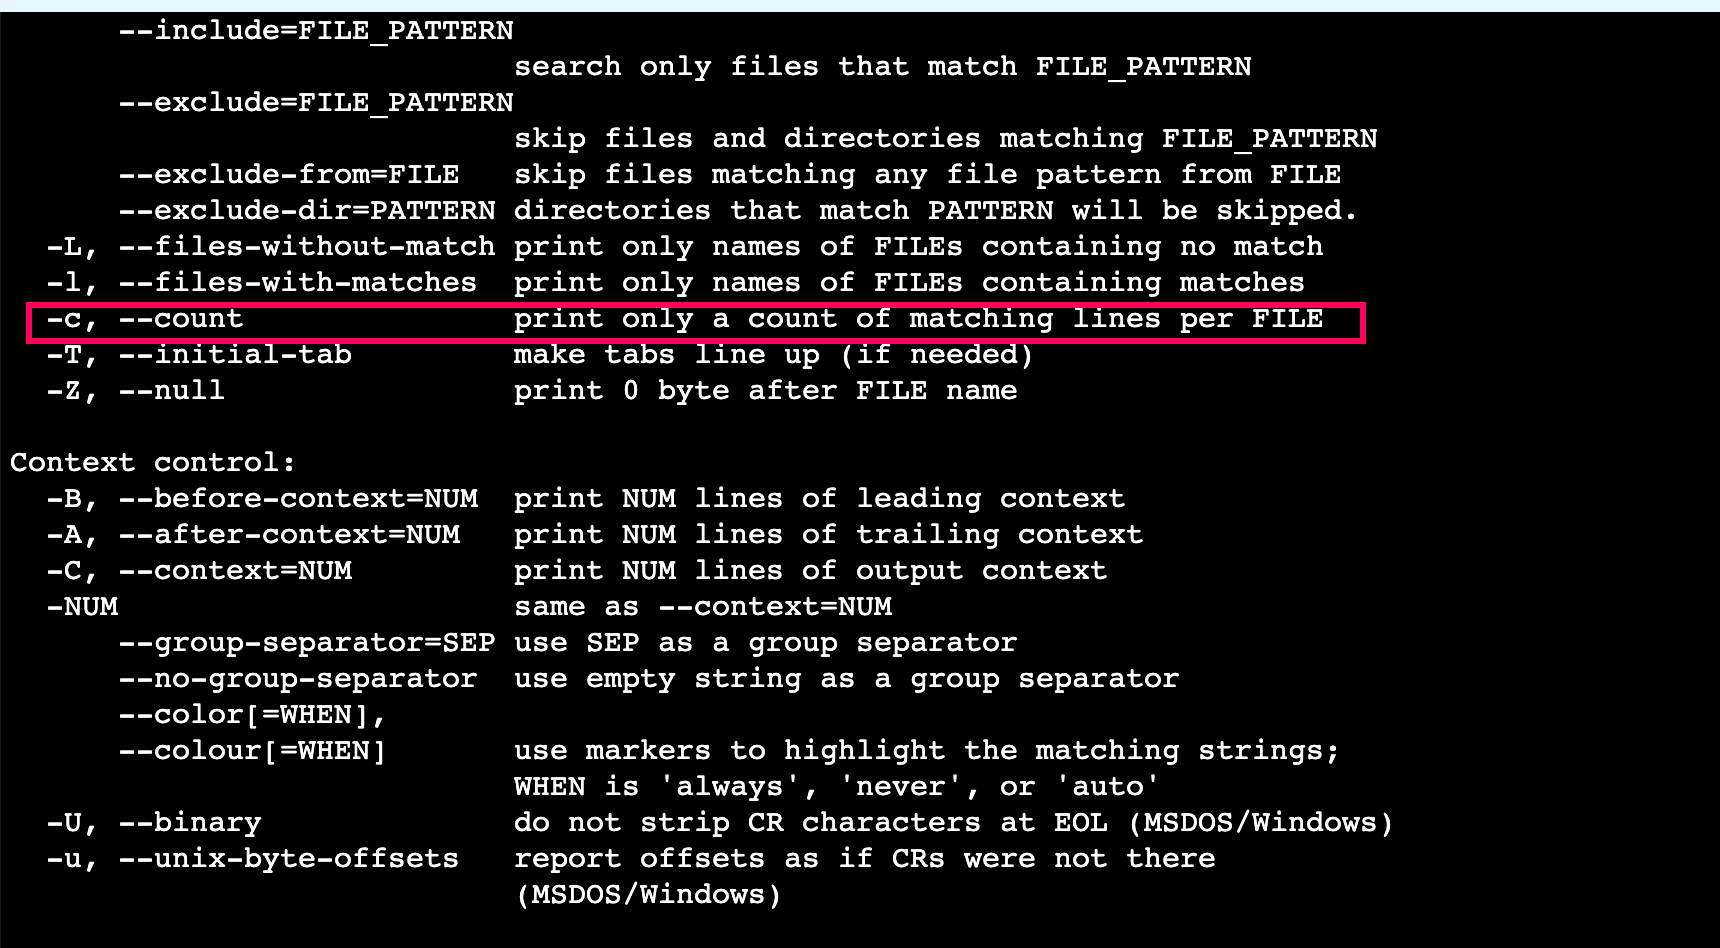 --include=FILE_PATTERN
search only files that match FILE_PATTERN
--exclude=FILE_PATTERN
skip files and directories matching FILE_PATTERN
--exclude-from=FILE   skip files matching any file pattern from FILE
--exclude-dir=PATTERN directories that match PATTERN will be skipped.
-L, --files-without-match print only names of FILEs containing no match
-l, --files-with-matches  print only names of FILEs containing matches
-c, --count               print only a count of matching lines per FILE
-T, --initial-tab         make tabs line up (if needed)
-Z, --null                print 0 byte after FILE name
Context control:
-B, --before-context=NUM  print NUM lines of leading context
-A, --after-context=NUM   print NUM lines of trailing context
-C, --context=NUM         print NUM lines of output context
-NUM                      same as --context=NUM
--group-separator=SEP use SEP as a group separator
--no-group-separator  use empty string as a group separator
--color[=WHEN],
--colour[=WHEN]       use markers to highlight the matching strings;
WHEN is 'always', 'never', or 'auto'
-U, --binary              do not strip CR characters at EOL (MSDOS/Windows)
-u, --unix-byte-offsets   report offsets as if CRs were not there
(MSDOS/Windows)